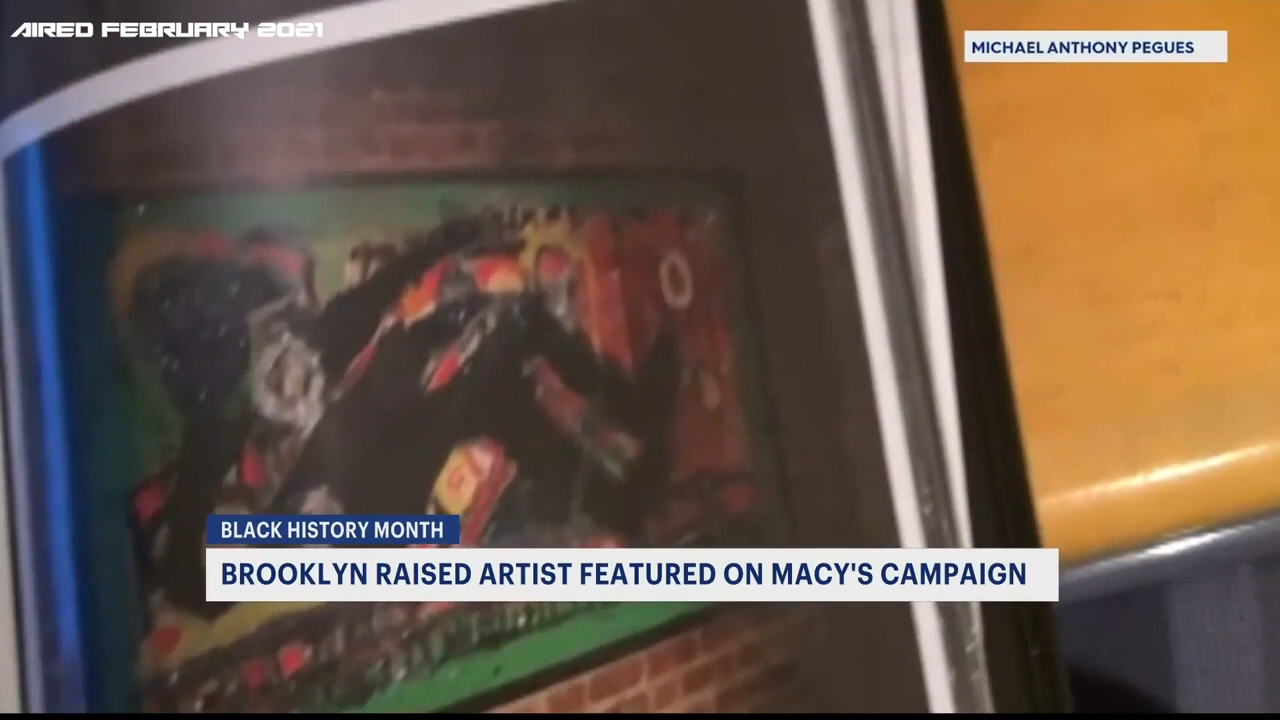 AIRED FEBRUARY 2021
MICHAEL ANTHONY PEGUES
BLACK HISTORY MONTH
BROOKLYN RAISED ARTIST FEATURED ON MACY'S CAMPAIGN